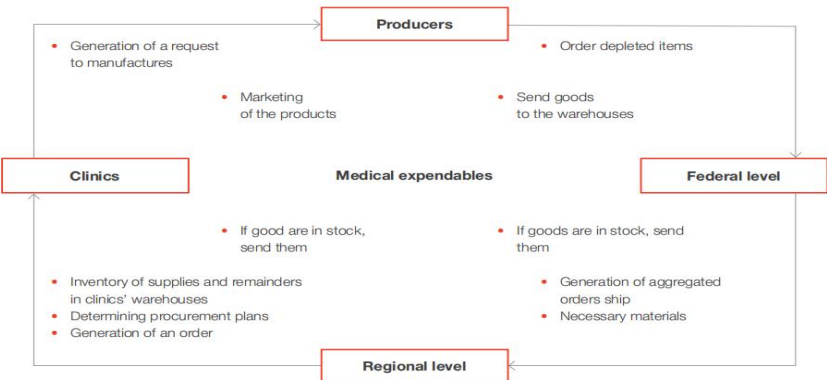 Producers
• Generation of a request
to manufactures
• Order depleted items
• Marketing
of the products
• Send goods
to the warehouses
Clinics
Medical expendables
Federal level
• If good are in stock,
send them
• If goods are in stock, send
them
• Inventory of supplies and remainders
in clinics' warehouses
• Determining procurement plans
• Generation of an order
• Generation of aggregated
orders ship
• Necessary materials
Regional level